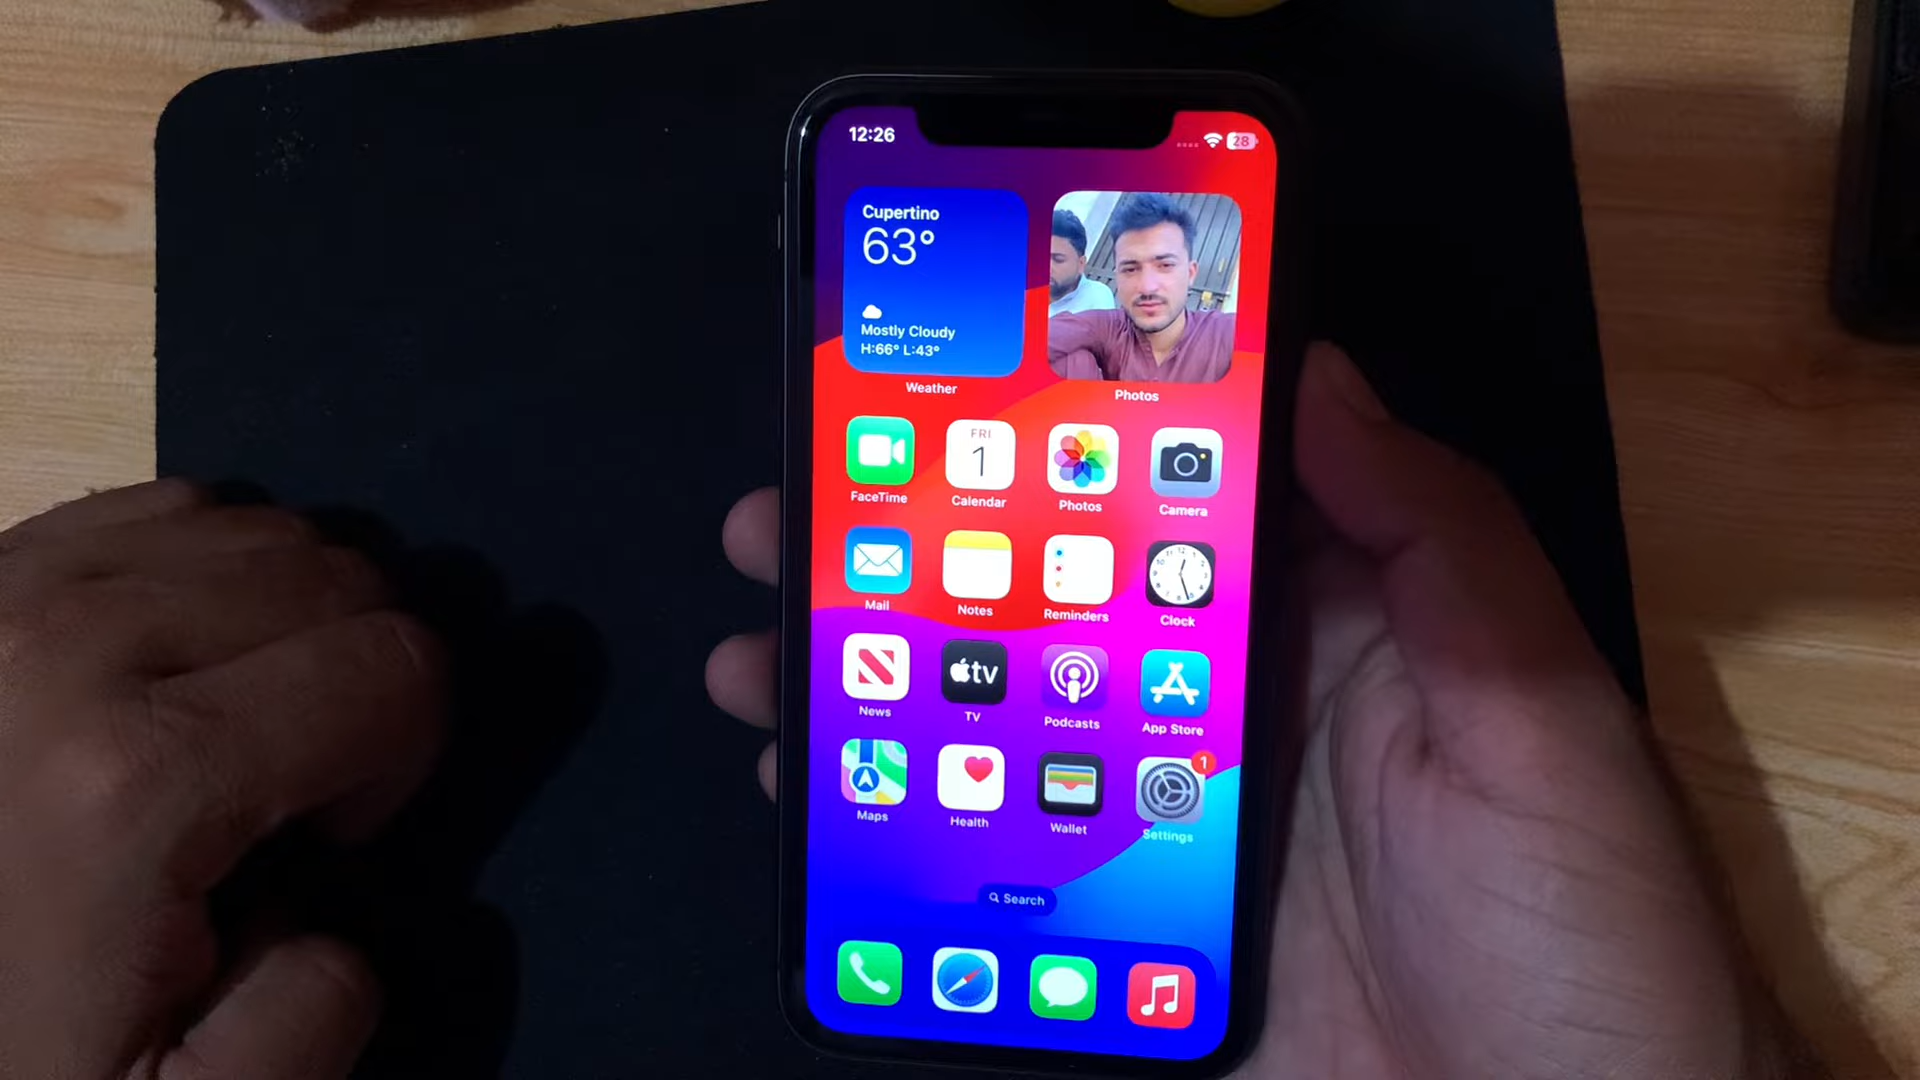 12:26
28
Cupertino
63°
Mostly Cloudy
H:66° L:43°
Weather
Photos
FRI
1
FaceTime
Calendar
Photos
Camera
Mail
Notes
Reminders
Clock
tv
News
TV
Podcasts
App Store
1
Maps
Health
Wallet
Settings
Search